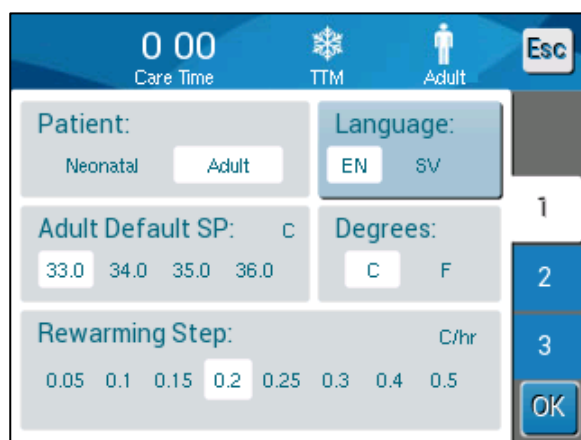 0 00
Care Time
TTM
Adult
Esc
Patient:
Neonatal Adult
Language:
EN SV
Adult Default SP: C
33.0 34.0 35.0 36.0
Degrees:
C F
Rewarming Step: C/hr
0.05 0.1 0.15 0.2 0.25 0.3 0.4 0.5
1
2
3
OK